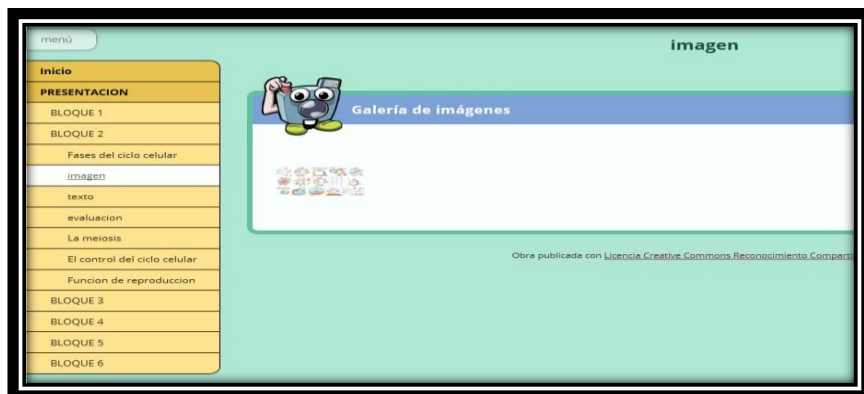 menú
imagen
Inicio
PRESENTACION
BLOQUE 1
BLOQUE 2
Fases del ciclo celular
imagen
texto
evaluacion
La meiosis
El control del ciclo celular
Funcion de reproduccion
BLOQUE 3
BLOQUE 4
BLOQUE 5
BLOQUE 6
Galería de imágenes
Obra publicada con Licencia Creative Commons Reconocimiento Comparti